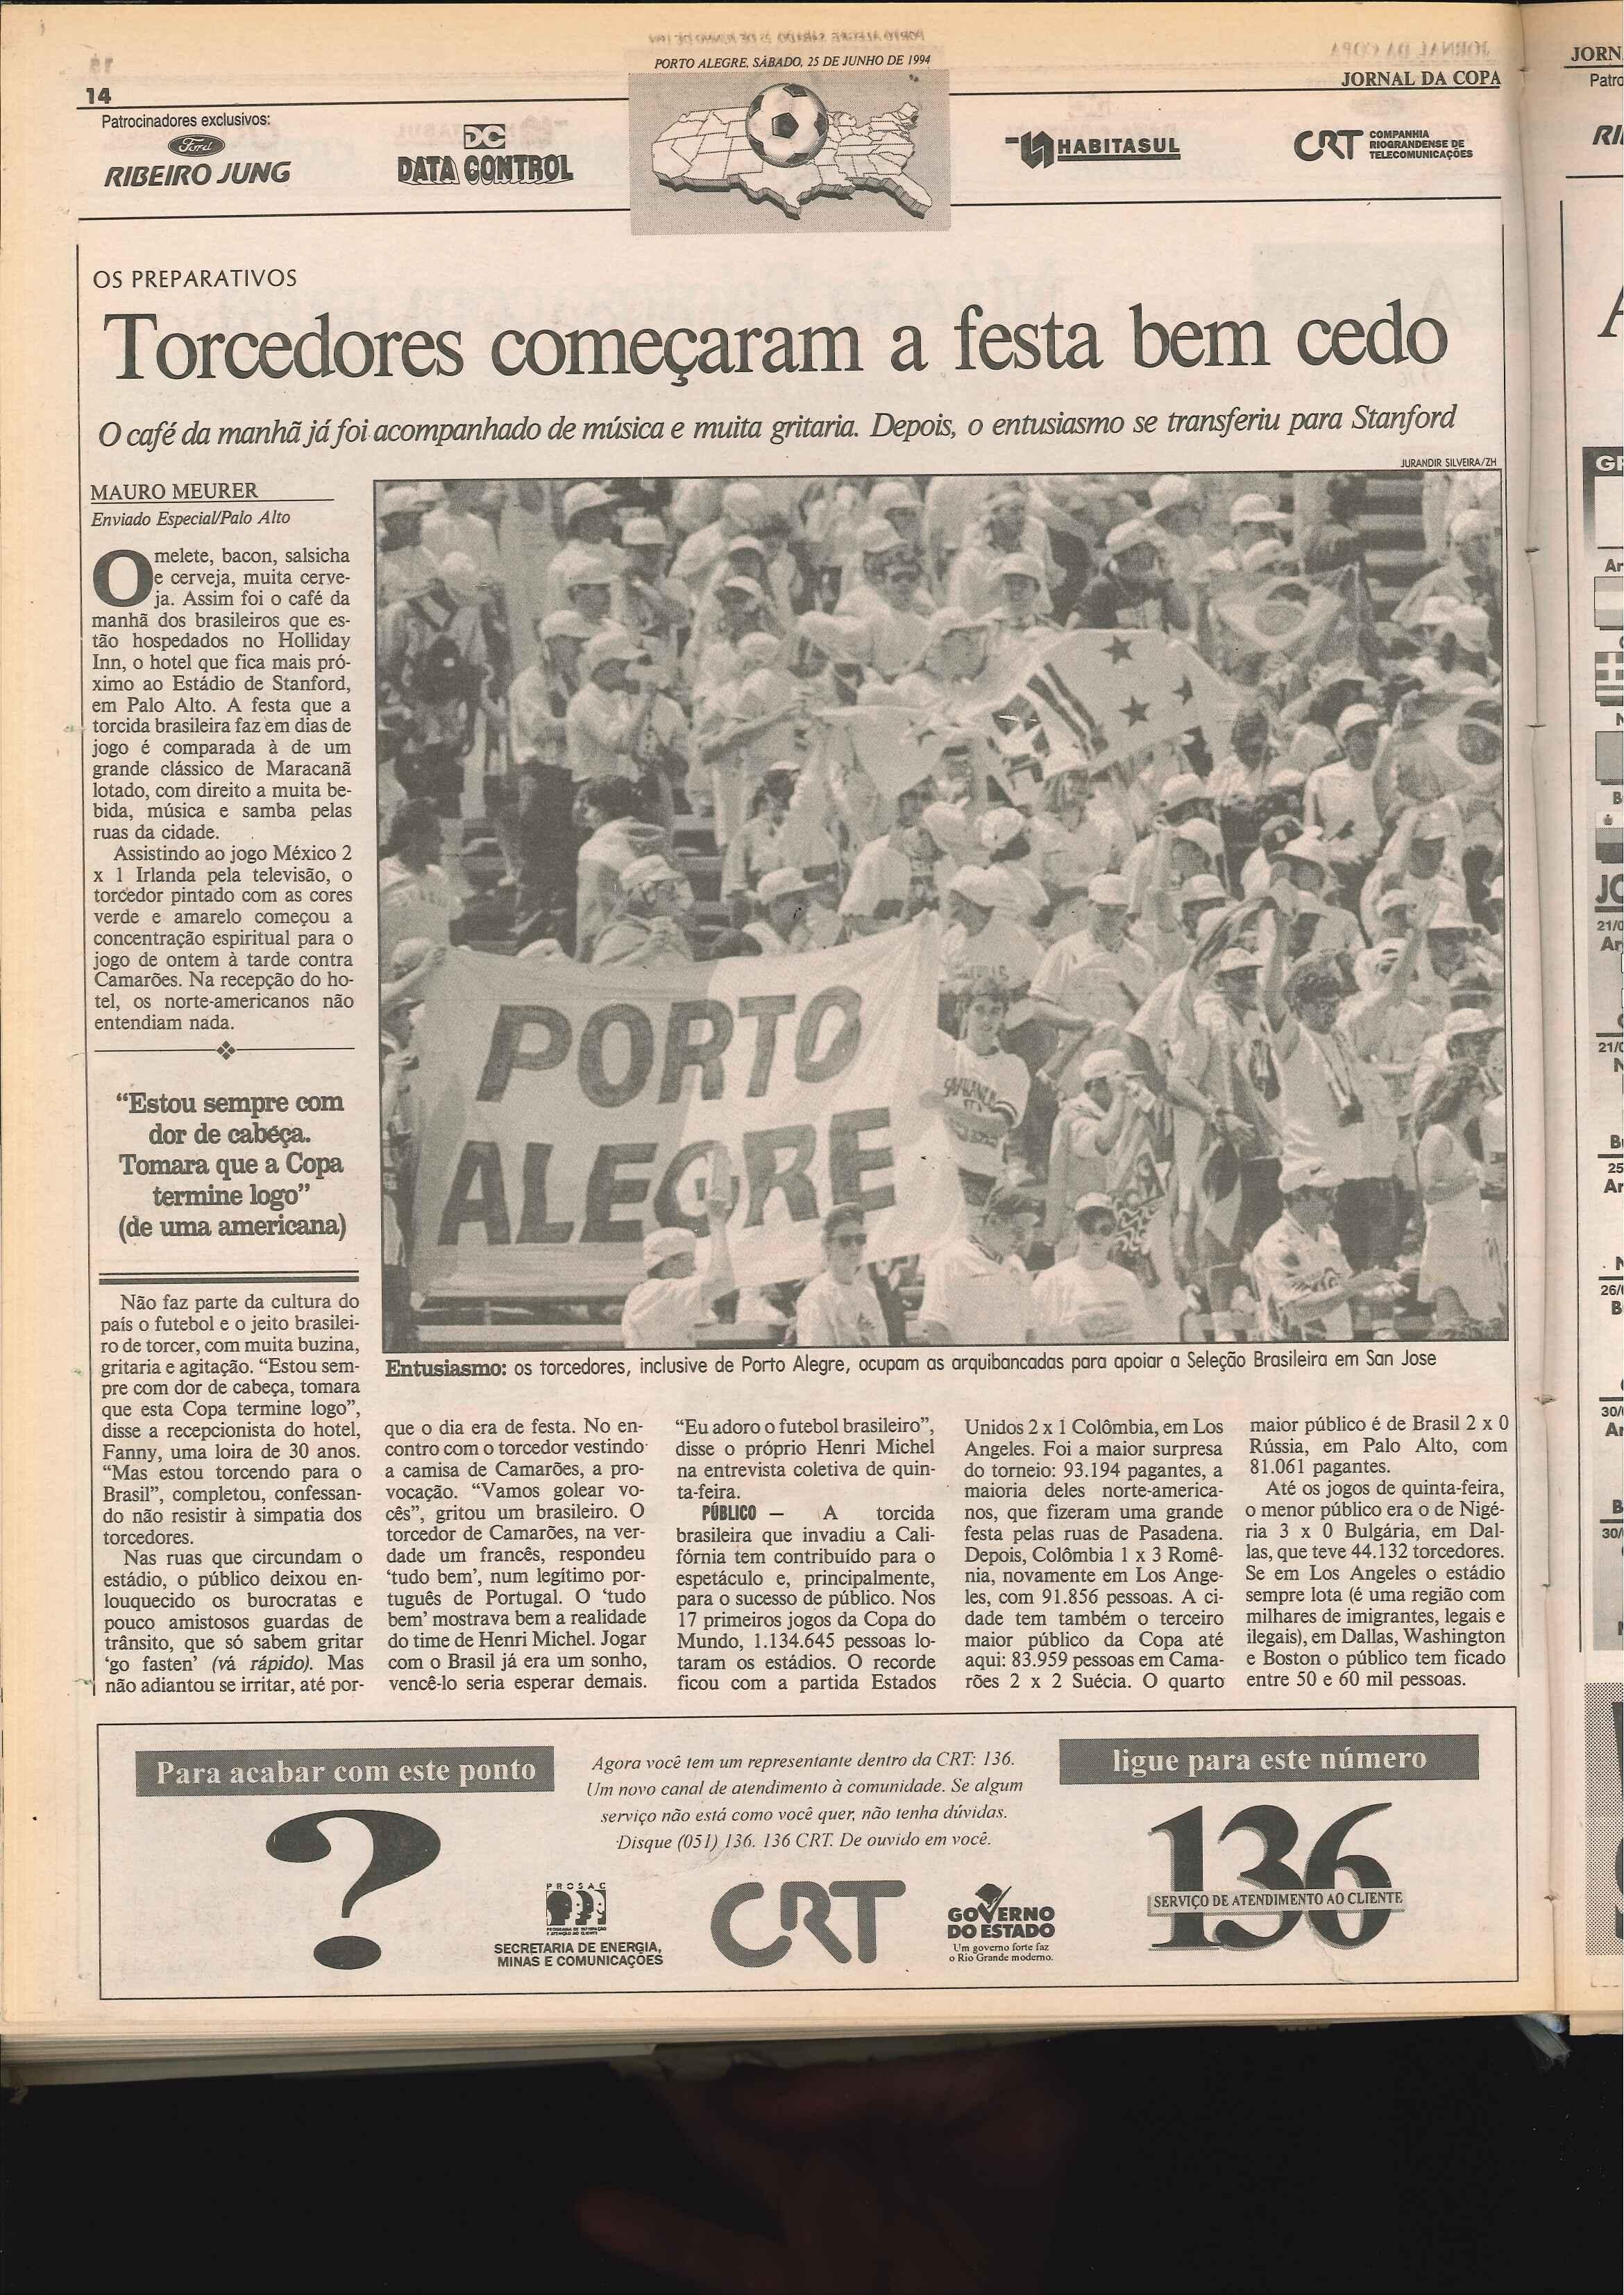 PORTO ALEGRE, SÁBADO, 25 DE JUNHO DE 1994
14
JORNAL DA COPA
Patrocinadores exclusivos:
Ford
RIBEIRO JUNG
DC
DATA CONTROL
HABITASUL
CRT COMPANHIA
RIOGRANDENSE DE
TELECOMUNICAÇÕES
OS PREPARATIVOS
Torcedores começaram a festa bem cedo
O café da manhã já foi acompanhado de música e muita gritaria. Depois, o entusiasmo se transferiu para Stanford
JURANDIR SILVEIRA/ZH
MAURO MEURER
Enviado Especial/Palo Alto
Omelete, bacon, salsicha
e cerveja, muita cerve-
ja. Assim foi o café da
manhã dos brasileiros que es-
tão hospedados no Holliday
Inn, o hotel que fica mais pró-
ximo ao Estádio de Stanford,
em Palo Alto. A festa que a
torcida brasileira faz em dias de
jogo é comparada à de um
grande clássico de Maracanã
lotado, com direito a muita be-
bida, música e samba pelas
ruas da cidade.
Assistindo ao jogo México 2
x 1 Irlanda pela televisão, o
torcedor pintado com as cores
verde e amarelo começou a
concentração espiritual para o
jogo de ontem à tarde contra
Camarões. Na recepção do ho-
tel, os norte-americanos não
entendiam nada.
“Estou sempre com
dor de cabeça.
Tomara que a Copa
termine logo”
(de uma americana)
Não faz parte da cultura do
país o futebol e o jeito brasilei-
ro de torcer, com muita buzina,
gritaria e agitação. “Estou sem-
pre com dor de cabeça, tomara
que esta Copa termine logo”,
disse a recepcionista do hotel,
Fanny, uma loira de 30 anos.
“Mas estou torcendo para o
Brasil”, completou, confessan-
do não resistir à simpatia dos
torcedores.
Nas ruas que circundam o
estádio, o público deixou en-
louquecido os burocratas e
pouco amistosos guardas de
trânsito, que só sabem gritar
‘go fasten’ (vá rápido). Mas
não adiantou se irritar, até por-
PORTO
ALEGRE
Entusiasmo: os torcedores, inclusive de Porto Alegre, ocupam as arquibancadas para apoiar a Seleção Brasileira em San Jose
que o dia era de festa. No en-
contro com o torcedor vestindo
a camisa de Camarões, a pro-
vocação. “Vamos golear vo-
cês”, gritou um brasileiro. O
torcedor de Camarões, na ver-
dade um francês, respondeu
‘tudo bem’, num legítimo por-
tuguês de Portugal. O ‘tudo
bem’ mostrava bem a realidade
do time de Henri Michel. Jogar
com o Brasil já era um sonho,
vencê-lo seria esperar demais.
“Eu adoro o futebol brasileiro”,
disse o próprio Henri Michel
na entrevista coletiva de quin-
ta-feira.
PÚBLICO — A torcida
brasileira que invadiu a Cali-
fórnia tem contribuído para o
espetáculo e, principalmente,
para o sucesso de público. Nos
17 primeiros jogos da Copa do
Mundo, 1.134.645 pessoas lo-
taram os estádios. O recorde
ficou com a partida Estados
Unidos 2 x 1 Colômbia, em Los
Angeles. Foi a maior surpresa
do torneio: 93.194 pagantes, a
maioria deles norte-america-
nos, que fizeram uma grande
festa pelas ruas de Pasadena.
Depois, Colômbia 1 x 3 Romê-
nia, novamente em Los Ange-
les, com 91.856 pessoas. A ci-
dade tem também o terceiro
maior público da Copa até
aqui: 83.959 pessoas em Cama-
rões 2 x 2 Suécia. O quarto
maior público é de Brasil 2 x 0
Rússia, em Palo Alto, com
81.061 pagantes.
Até os jogos de quinta-feira,
o menor público era o de Nigé-
ria 3 x 0 Bulgária, em Dal-
las, que teve 44.132 torcedores.
Se em Los Angeles o estádio
sempre lota (é uma região com
milhares de imigrantes, legais e
ilegais), em Dallas, Washington
e Boston o público tem ficado
entre 50 e 60 mil pessoas.
Para acabar com este ponto
?
Agora você tem um representante dentro da CRT: 136.
Um novo canal de atendimento à comunidade. Se algum
serviço não está como você quer, não tenha dúvidas.
Disque (051) 136. 136 CRT. De ouvido em você.
PROSAC
SECRETARIA DE ENERGIA,
MINAS E COMUNICAÇÕES
CRT
GOVERNO
DO ESTADO
Um governo forte faz
o Rio Grande moderno.
ligue para este número
136
SERVIÇO DE ATENDIMENTO AO CLIENTE